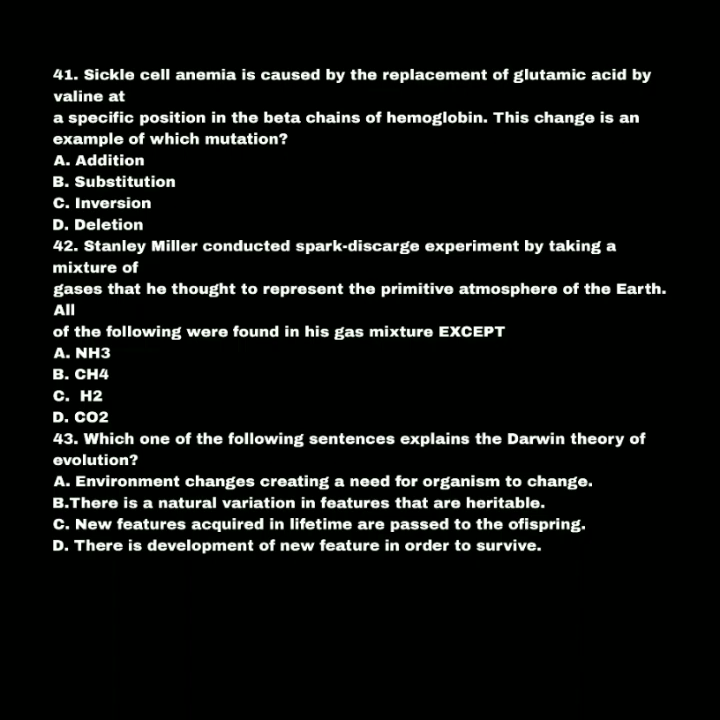 41. Sickle cell anemia is caused by the replacement of glutamic acid by
valine at
a specific position in the beta chains of hemoglobin. This change is an
example of which mutation?
A. Addition
B. Substitution
C. Inversion
D. Deletion
42. Stanley Miller conducted spark-discarge experiment by taking a
mixture of
gases that he thought to represent the primitive atmosphere of the Earth.
All
of the following were found in his gas mixture EXCEPT
A. NH3
B. CH4
C.  H2
D. CO2
43. Which one of the following sentences explains the Darwin theory of
evolution?
A. Environment changes creating a need for organism to change.
B.There is a natural variation in features that are heritable.
C. New features acquired in lifetime are passed to the ofispring.
D. There is development of new feature in order to survive.